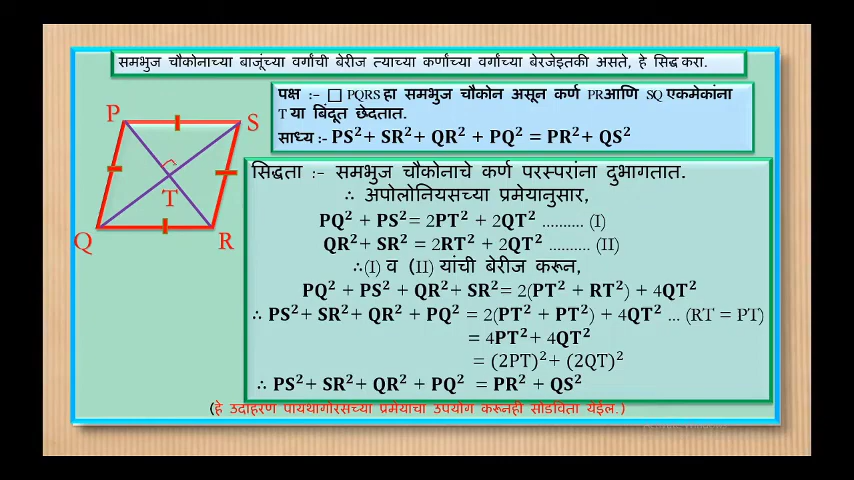 समभुज चौकोनाच्या बाजूंच्या वर्गांची बेरीज त्याच्या कर्णांच्या वर्गांच्या बेरजेइतकी असते, हे सिद्ध करा.
पक्ष :- □ PQRS हा समभुज चौकोन असून कर्ण PR आणि SQ एकमेकांना
T या बिंदूत छेदतात.
साध्य :- PS²+ SR²+ QR² + PQ² = PR²+ QS²
P
S
T
Q
R
सिद्धता :- समभुज चौकोनाचे कर्ण परस्परांना दुभागतात.
∴ अपोलोनियसच्या प्रमेयानुसार,
PQ² + PS²= 2PT² + 2QT² .......... (I)
QR²+ SR² = 2RT² + 2QT² .......... (II)
∴(I) व (II) यांची बेरीज करून,
PQ² + PS² + QR²+ SR²= 2(PT² + RT²) + 4QT²
∴ PS²+ SR²+ QR² + PQ² = 2(PT² + PT²) + 4QT² ... (RT = PT)
= 4PT²+ 4QT²
= (2PT)²+ (2QT)²
∴ PS²+ SR²+ QR² + PQ² = PR² + QS²
(हे उदाहरण पायथागोरसच्या प्रमेयाचा उपयोग करूनही सोडविता येईल.)